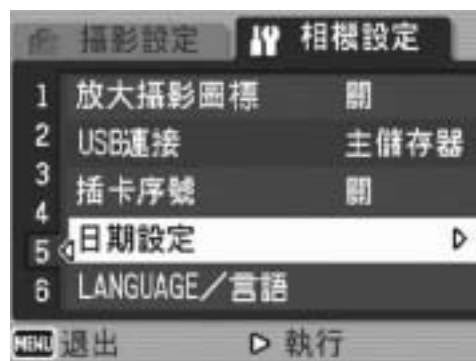 攝影設定 相機設定
1 放大攝影圖標 關
2 USB連接 主儲存器
3 插卡序號 關
4
5 日期設定
6 LANGUAGE／言語
MENU 退出 執行